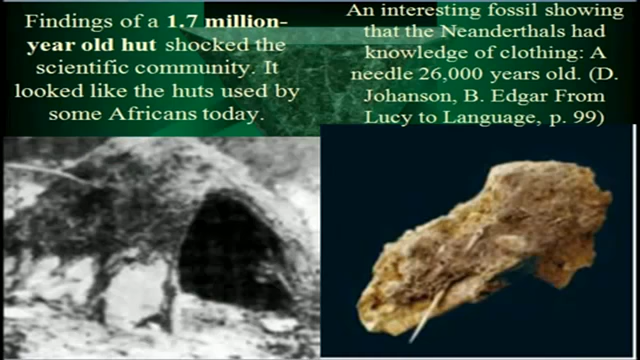 Findings of a 1.7 million-
year old hut shocked the
scientific community. It
looked like the huts used by
some Africans today.
An interesting fossil showing
that the Neanderthals had
knowledge of clothing: A
needle 26,000 years old. (D.
Johanson, B. Edgar From
Lucy to Language, p. 99)